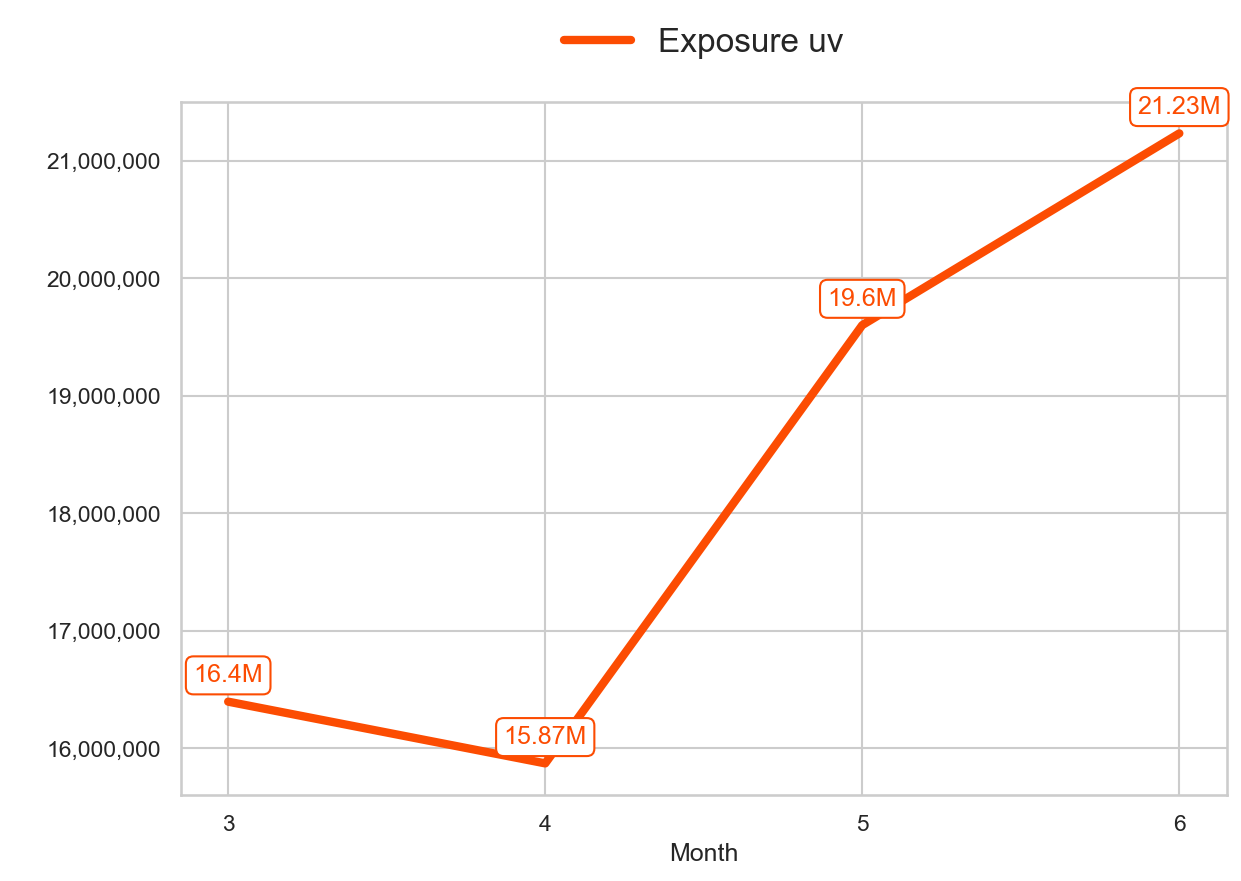 Exposure uv
21.23M
21,000,000
20,000,000
19.6M
19,000,000
18,000,000
17,000,000
16.4M
15.87M
16,000,000
3 4 5 6
Month